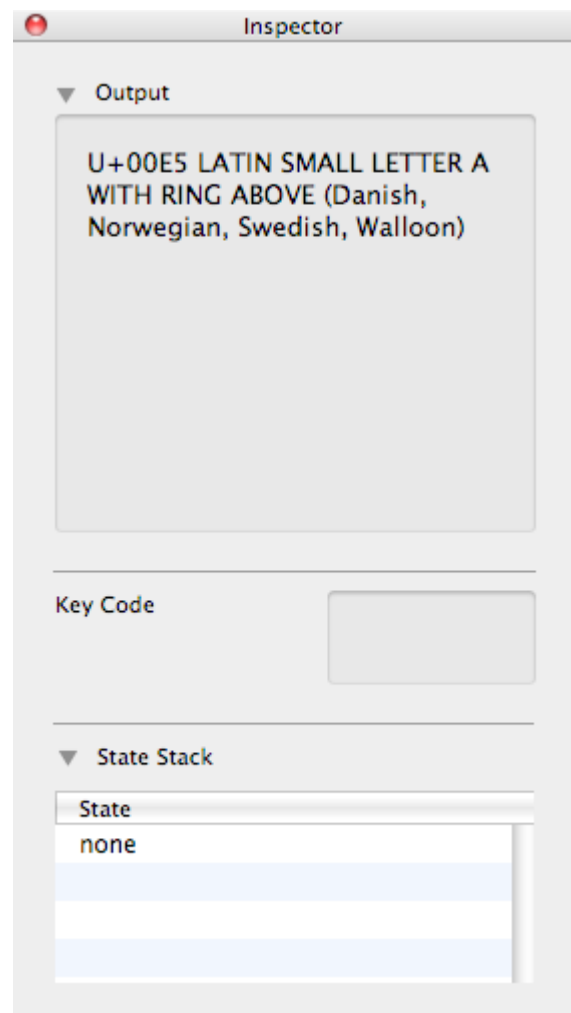 Inspector
Output
U+00E5 LATIN SMALL LETTER A
WITH RING ABOVE (Danish,
Norwegian, Swedish, Walloon)
Key Code
State Stack
State
none